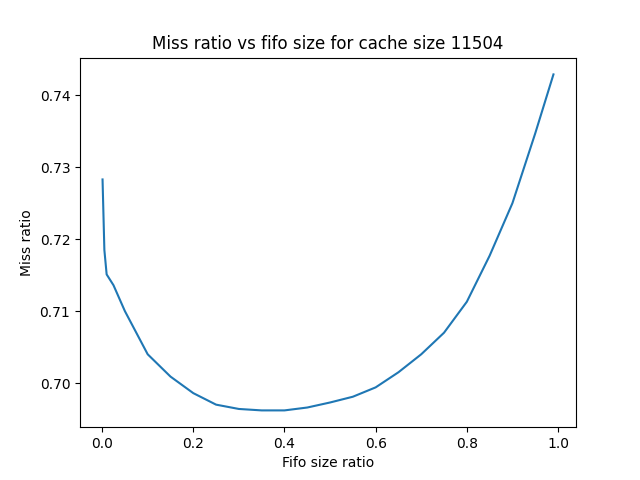 Miss ratio vs fifo size for cache size 11504
0.74
0.73
0.72
0.71
0.70
Miss ratio
0.0 0.2 0.4 0.6 0.8 1.0
Fifo size ratio